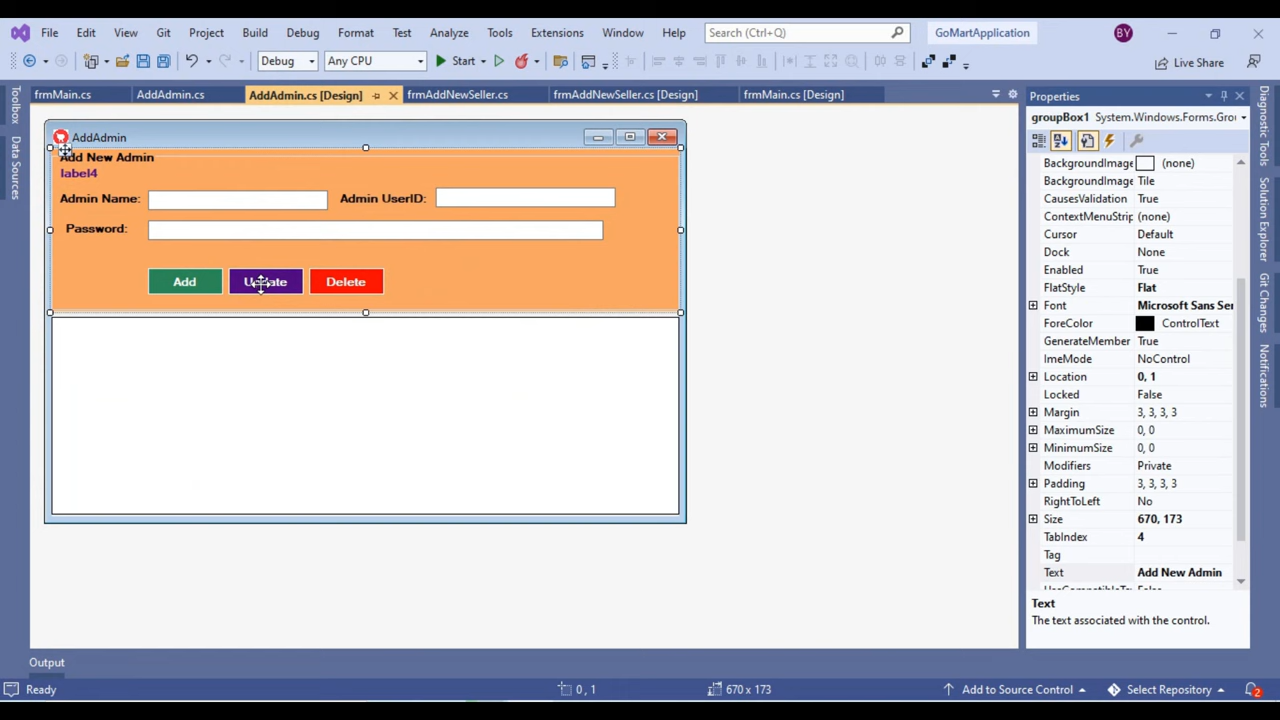 File Edit View Git Project Build Debug Format Test Analyze Tools Extensions Window Help Search (Ctrl+Q) GoMartApplication BY
Debug Any CPU Start Live Share
frmMain.cs AddAdmin.cs AddAdmin.cs [Design] frmAddNewSeller.cs frmAddNewSeller.cs [Design] frmMain.cs [Design]
Toolbox
Data Sources
AddAdmin
Add New Admin
label4
Admin Name: Admin UserID:
Password:
Add Update Delete
Properties
groupBox1 System.Windows.Forms.Gro
BackgroundImage (none)
BackgroundImage Tile
CausesValidation True
ContextMenuStrip (none)
Cursor Default
Dock None
Enabled True
FlatStyle Flat
Font Microsoft Sans Ser
ForeColor ControlText
GenerateMember True
ImeMode NoControl
Location 0, 1
Locked False
Margin 3, 3, 3, 3
MaximumSize 0, 0
MinimumSize 0, 0
Modifiers Private
Padding 3, 3, 3, 3
RightToLeft No
Size 670, 173
TabIndex 4
Tag
Text Add New Admin
Text
The text associated with the control.
Diagnostic Tools
Solution Explorer
Git Changes
Notifications
Output
Ready 0 , 1 670 x 173 Add to Source Control Select Repository 2